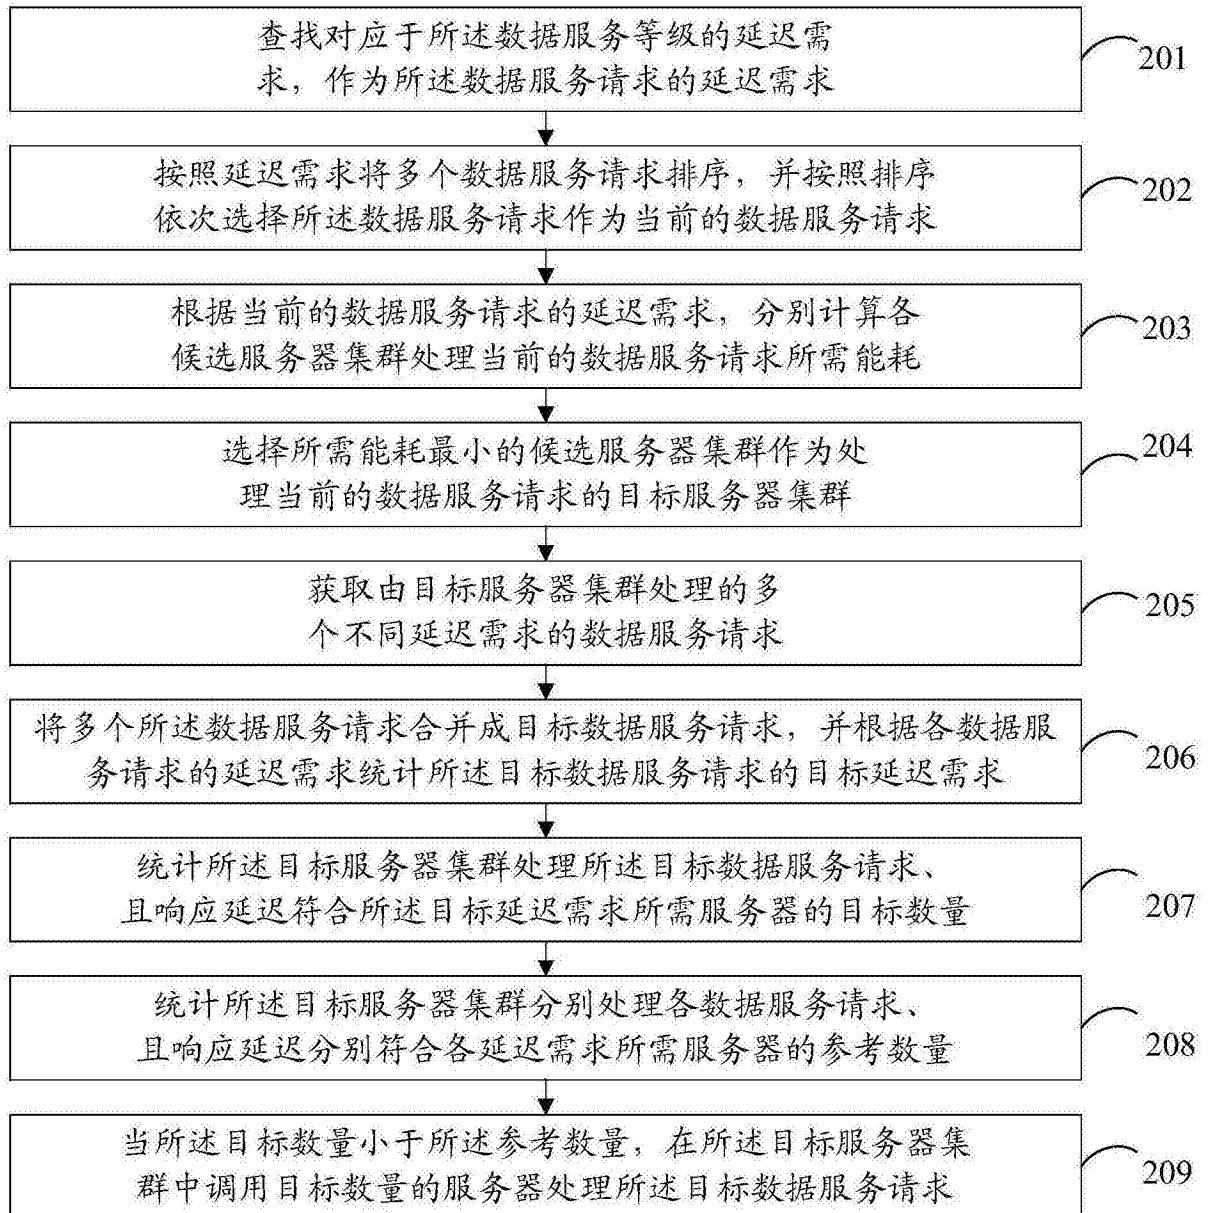 查找对应于所述数据服务等级的延迟需
求，作为所述数据服务请求的延迟需求
201
按照延迟需求将多个数据服务请求排序，并按照排序
依次选择所述数据服务请求作为当前的数据服务请求
202
根据当前的数据服务请求的延迟需求，分别计算各
候选服务器集群处理当前的数据服务请求所需能耗
203
选择所需能耗最小的候选服务器集群作为处
理当前的数据服务请求的目标服务器集群
204
获取由目标服务器集群处理的多
个不同延迟需求的数据服务请求
205
将多个所述数据服务请求合并成目标数据服务请求，并根据各数据服
务请求的延迟需求统计所述目标数据服务请求的目标延迟需求
206
统计所述目标服务器集群处理所述目标数据服务请求、
且响应延迟符合所述目标延迟需求所需服务器的目标数量
207
统计所述目标服务器集群分别处理各数据服务请求、
且响应延迟分别符合各延迟需求所需服务器的参考数量
208
当所述目标数量小于所述参考数量，在所述目标服务器集
群中调用目标数量的服务器处理所述目标数据服务请求
209